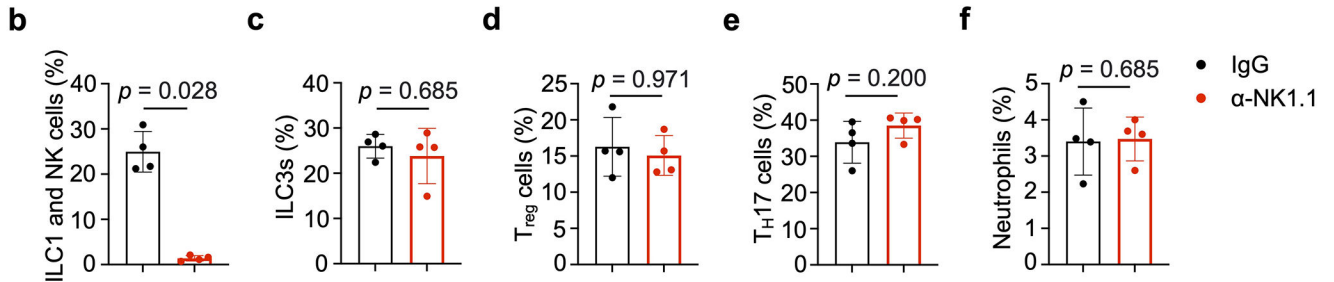 b
ILC1 and NK cells (%)
40
30
20
10
0
p = 0.028
c
ILC3s (%)
40
30
20
10
0
p = 0.685
d
Treg cells (%)
25
20
15
10
5
0
p = 0.971
e
TH17 cells (%)
50
40
30
20
10
0
p = 0.200
f
Neutrophils (%)
5
4
3
2
1
0
p = 0.685
IgG
α-NK1.1